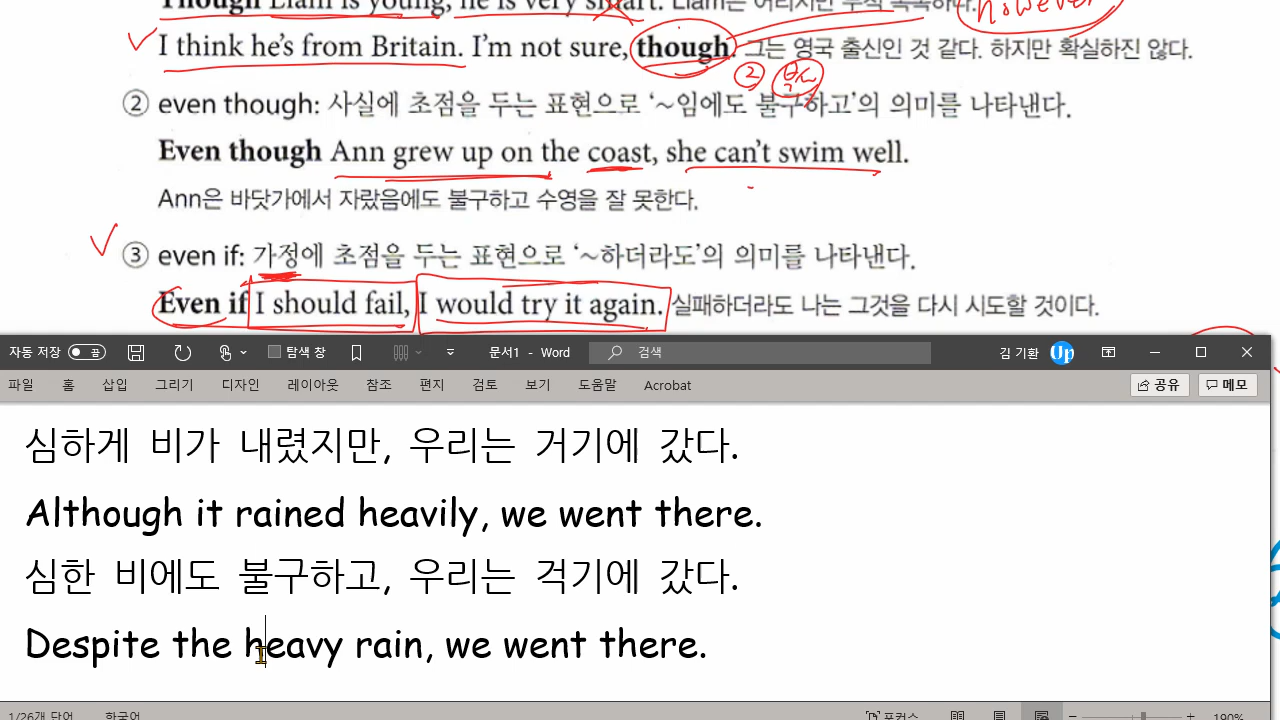 Though Liam is young, he is very smart. Liam은 어리지만 무척 똑똑하다. however
I think he's from Britain. I'm not sure, though. 그는 영국 출신인 것 같다. 하지만 확실하진 않다.
② 부사
② even though: 사실에 초점을 두는 표현으로 '~임에도 불구하고'의 의미를 나타낸다.
Even though Ann grew up on the coast, she can't swim well.
Ann은 바닷가에서 자랐음에도 불구하고 수영을 잘 못한다.
③ even if: 가정에 초점을 두는 표현으로 '~하더라도'의 의미를 나타낸다.
Even if I should fail, I would try it again. 실패하더라도 나는 그것을 다시 시도할 것이다.
자동 저장 끔 탐색 창 문서1 - Word 검색 김 기환 Up
파일 홈 삽입 그리기 디자인 레이아웃 참조 편지 검토 보기 도움말 Acrobat 공유 메모
심하게 비가 내렸지만, 우리는 거기에 갔다.
Although it rained heavily, we went there.
심한 비에도 불구하고, 우리는 걱기에 갔다.
Despite the heavy rain, we went there.
1/26개 단어 한국어 포커스 190%